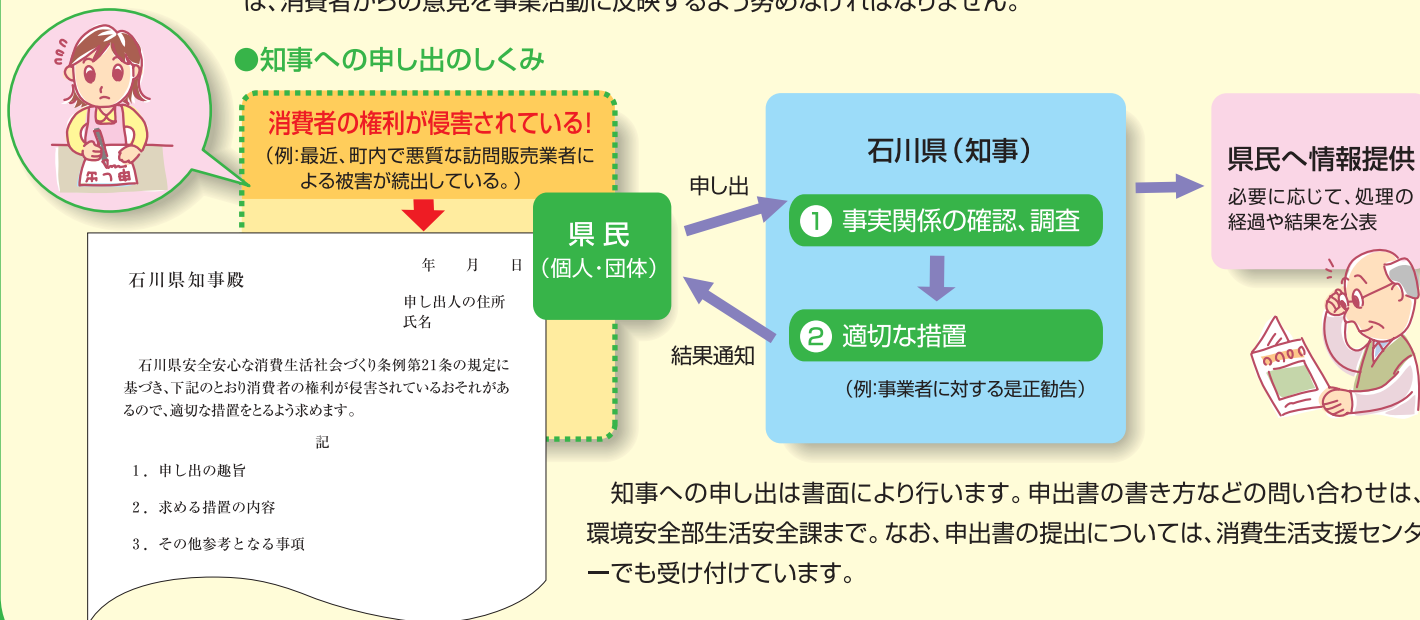 は、消費者からの意見を事業活動に反映するよう努めなければなりません。
●知事への申し出のしくみ
消費者の権利が侵害されている!
(例:最近、町内で悪質な訪問販売業者に
よる被害が続出している。)
県民
(個人・団体)
石川県知事殿
年 月 日
申し出人の住所
氏名
石川県安全安心な消費生活社会づくり条例第21条の規定に
基づき、下記のとおり消費者の権利が侵害されているおそれがあ
るので、適切な措置をとるよう求めます。
記
1．申し出の趣旨
2．求める措置の内容
3．その他参考となる事項
申し出
結果通知
石川県(知事)
① 事実関係の確認、調査
② 適切な措置
(例:事業者に対する是正勧告)
県民へ情報提供
必要に応じて、処理の
経過や結果を公表
知事への申し出は書面により行います。申出書の書き方などの問い合わせは、
環境安全部生活安全課まで。なお、申出書の提出については、消費生活支援センタ
ーでも受け付けています。